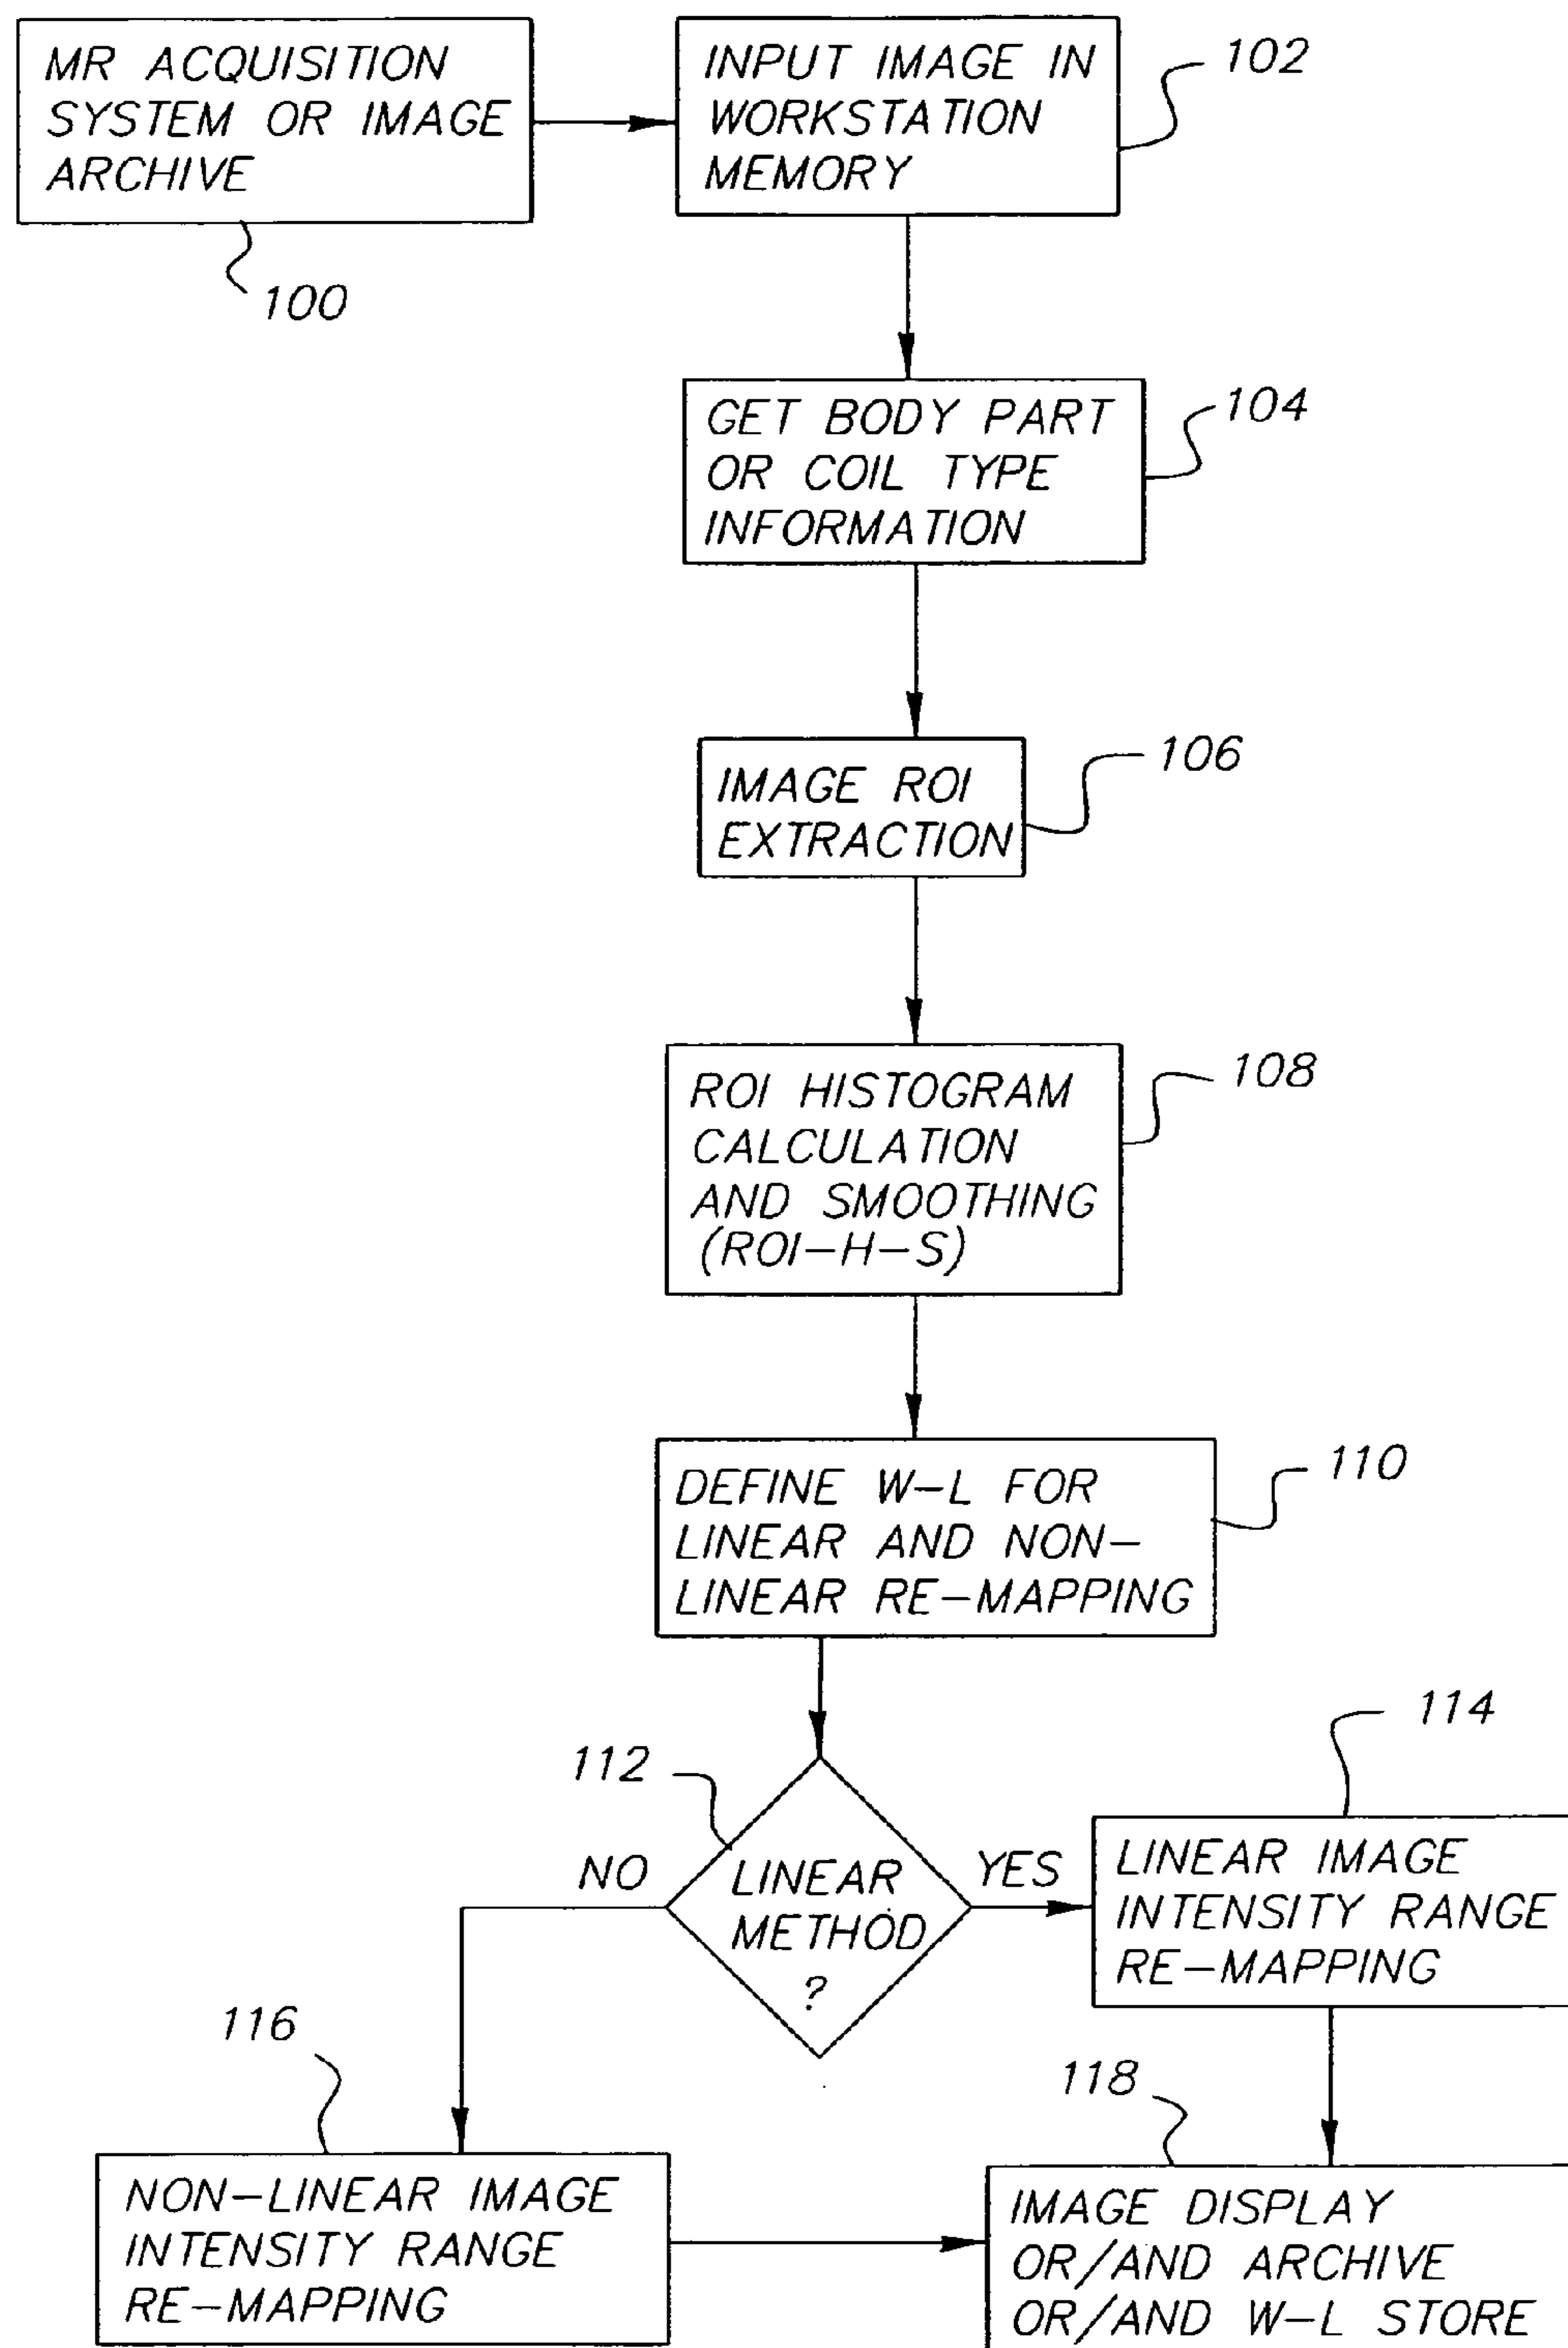 MR ACQUISITION
SYSTEM OR IMAGE
ARCHIVE
100
INPUT IMAGE IN
WORKSTATION
MEMORY
102
GET BODY PART
OR COIL TYPE
INFORMATION
104
IMAGE ROI
EXTRACTION
106
ROI HISTOGRAM
CALCULATION
AND SMOOTHING
(ROI-H-S)
108
DEFINE W-L FOR
LINEAR AND NON-
LINEAR RE-MAPPING
110
112
LINEAR
METHOD
?
NO
YES
114
LINEAR IMAGE
INTENSITY RANGE
RE-MAPPING
116
NON-LINEAR IMAGE
INTENSITY RANGE
RE-MAPPING
118
IMAGE DISPLAY
OR/AND ARCHIVE
OR/AND W-L STORE